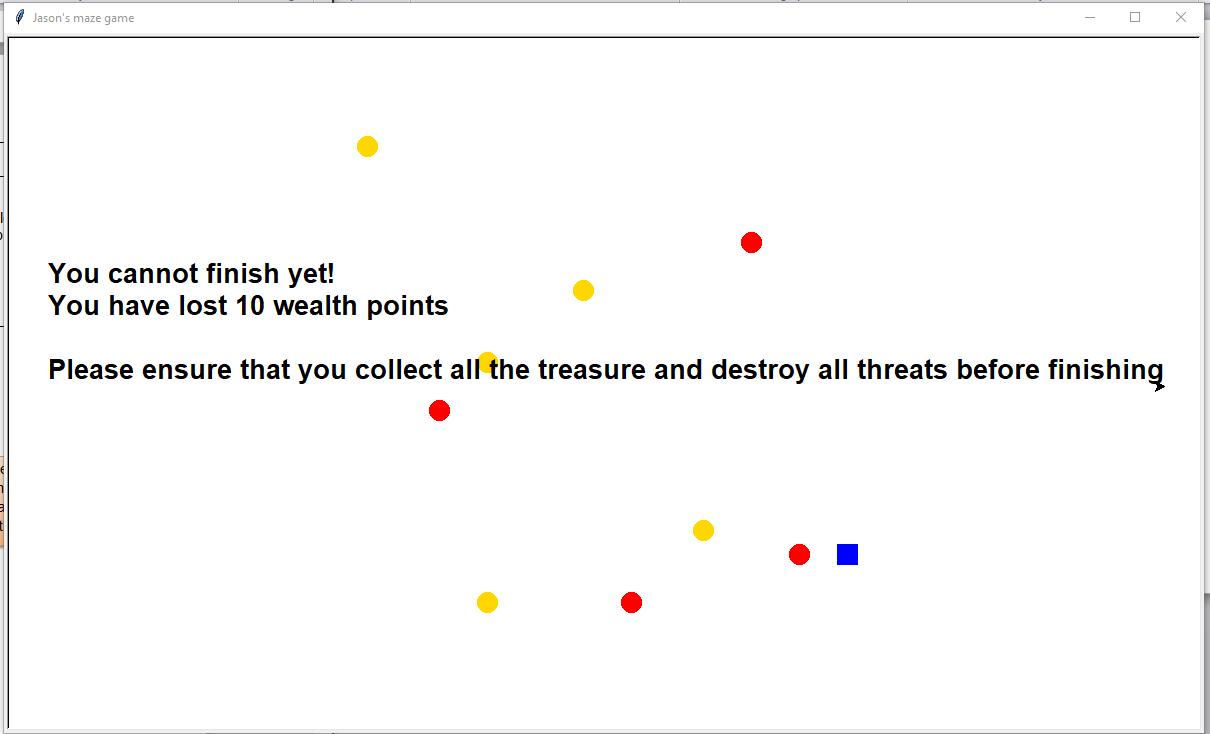 Jason's maze game
You cannot finish yet!
You have lost 10 wealth points
Please ensure that you collect all the treasure and destroy all threats before finishing